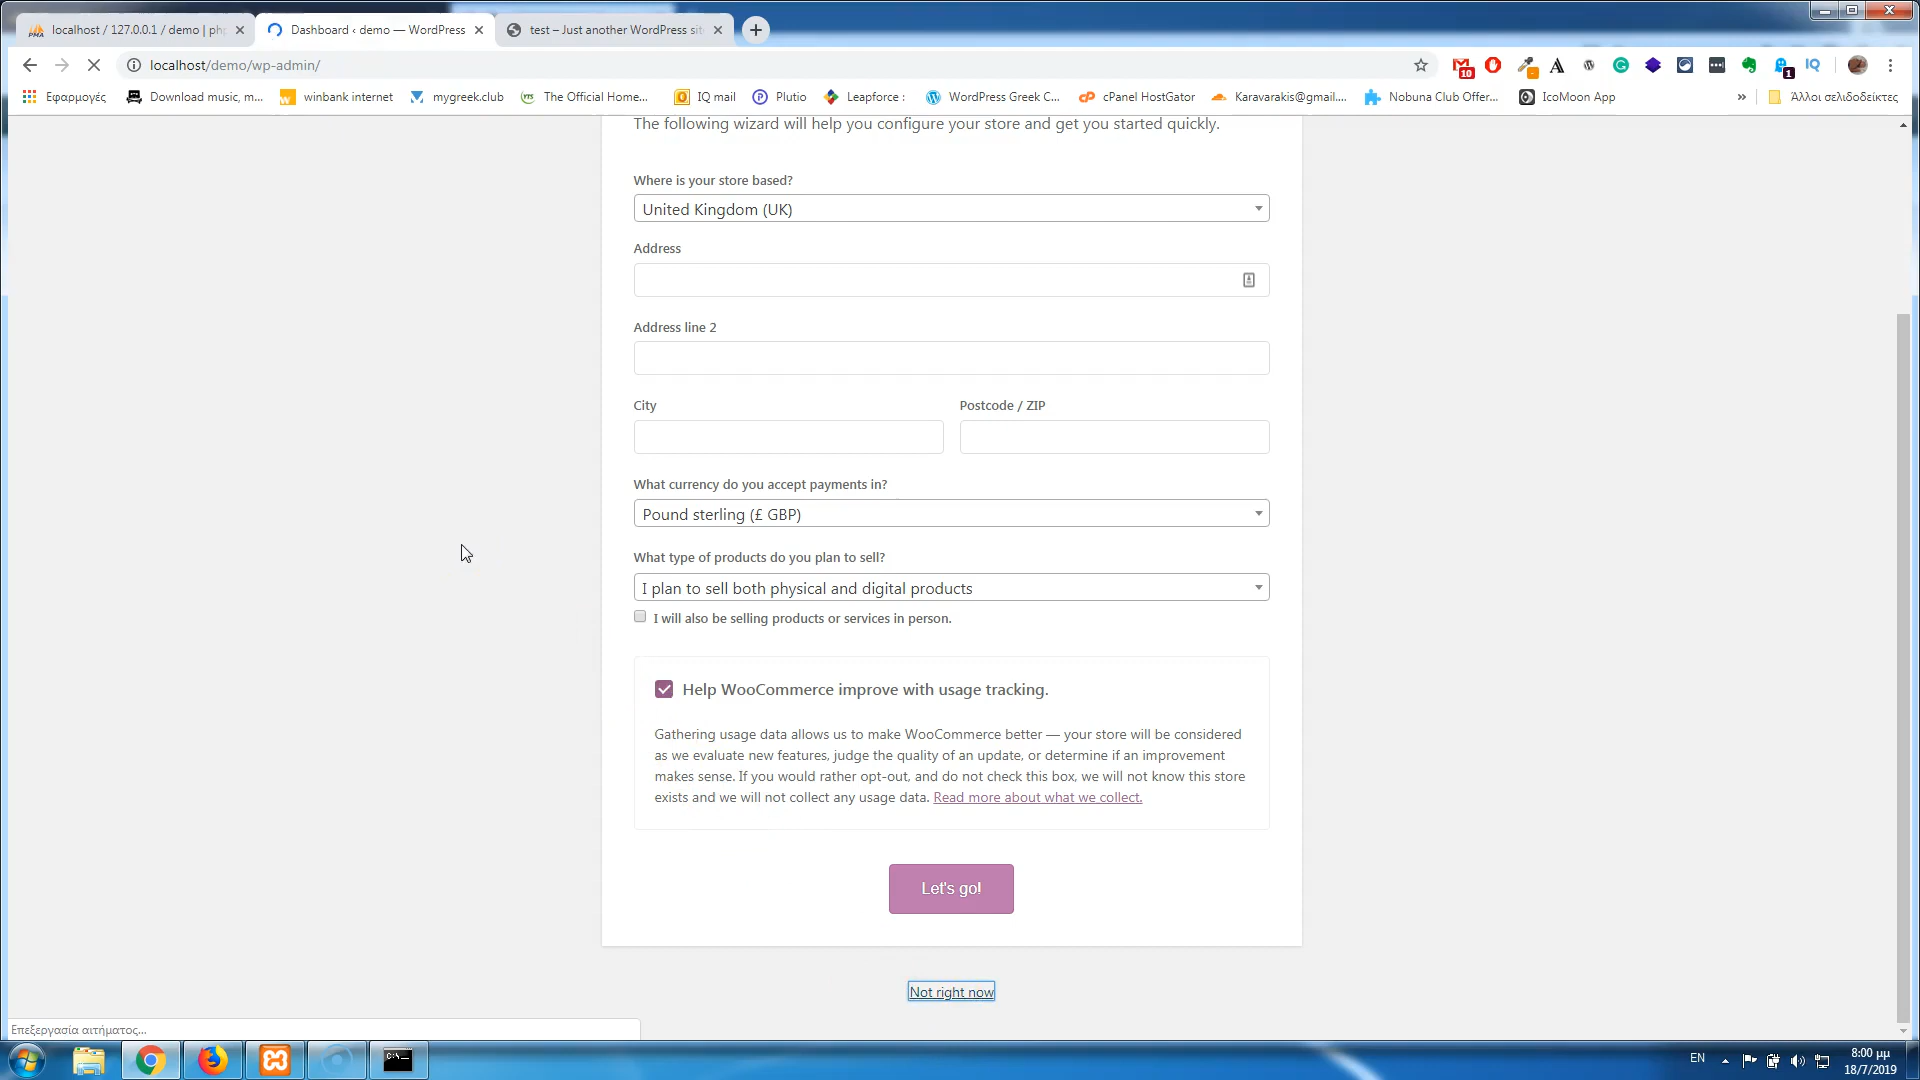 localhost / 127.0.0.1 / demo | ph
Dashboard ‹ demo — WordPress
test – Just another WordPress sit
localhost/demo/wp-admin/
10
1
IQ
Εφαρμογές
Download music, m...
winbank internet
mygreek.club
The Official Home...
IQ mail
Plutio
Leapforce :
WordPress Greek C...
cPanel HostGator
Karavarakis@gmail....
Nobuna Club Offer...
IcoMoon App
»
Άλλοι σελιδοδείκτες
The following wizard will help you configure your store and get you started quickly.
Where is your store based?
United Kingdom (UK)
Address
Address line 2
City
Postcode / ZIP
What currency do you accept payments in?
Pound sterling (£ GBP)
What type of products do you plan to sell?
I plan to sell both physical and digital products
I will also be selling products or services in person.
Help WooCommerce improve with usage tracking.
Gathering usage data allows us to make WooCommerce better — your store will be considered
as we evaluate new features, judge the quality of an update, or determine if an improvement
makes sense. If you would rather opt-out, and do not check this box, we will not know this store
exists and we will not collect any usage data. Read more about what we collect.
Let's go!
Not right now
Επεξεργασία αιτήματος...
EN
8:00 μμ
18/7/2019